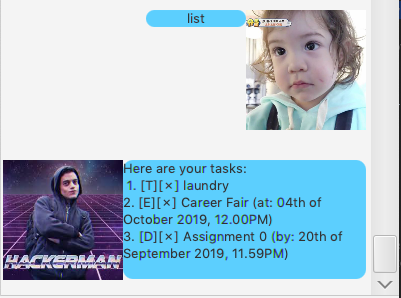 list
Here are your tasks:
1. [T][×] laundry
2. [E][×] Career Fair (at: 04th of
October 2019, 12.00PM)
3. [D][×] Assignment 0 (by: 20th of
September 2019, 11.59PM)
HACKERMAN